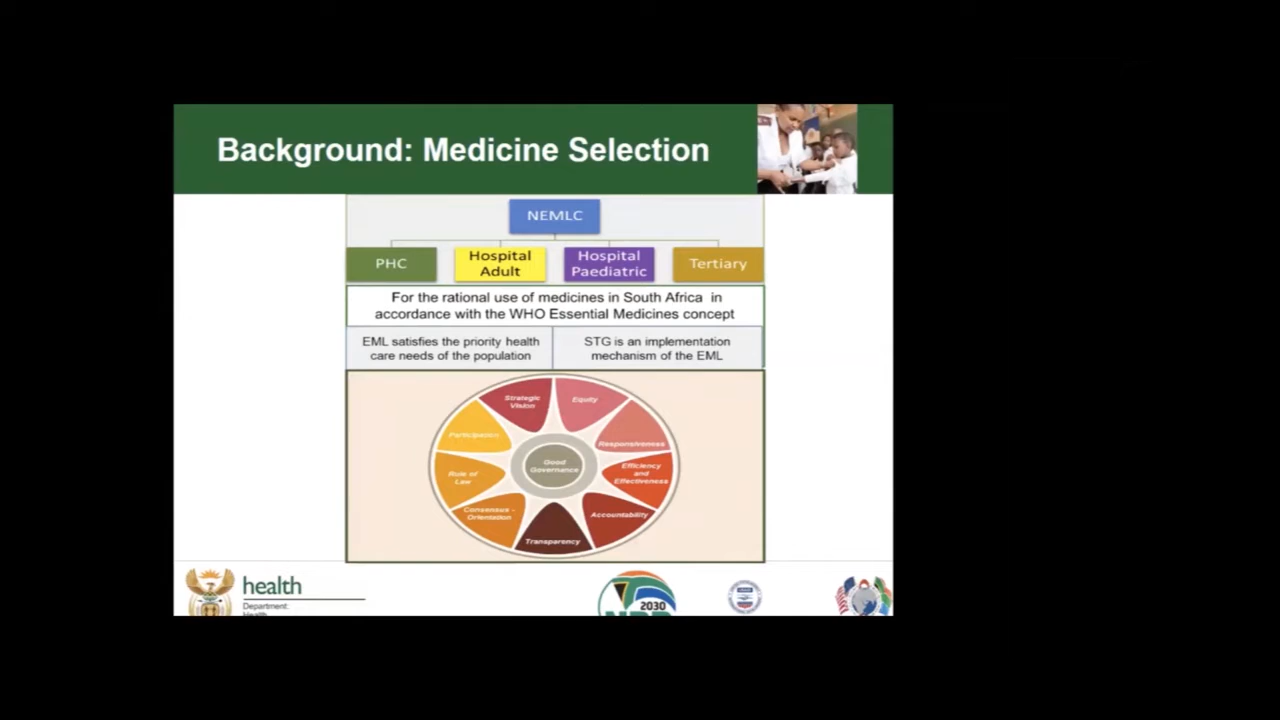 Background: Medicine Selection
NEMLC
PHC
Hospital
Adult
Hospital
Paediatric
Tertiary
For the rational use of medicines in South Africa in
accordance with the WHO Essential Medicines concept
EML satisfies the priority health
care needs of the population
STG is an implementation
mechanism of the EML
Strategic
Vision
Equity
Participation
Responsiveness
Good
Governance
Rule of
Law
Efficiency
and
Effectiveness
Consensus -
Orientation
Accountability
Transparency
health
Department:
Health
2030
NDP